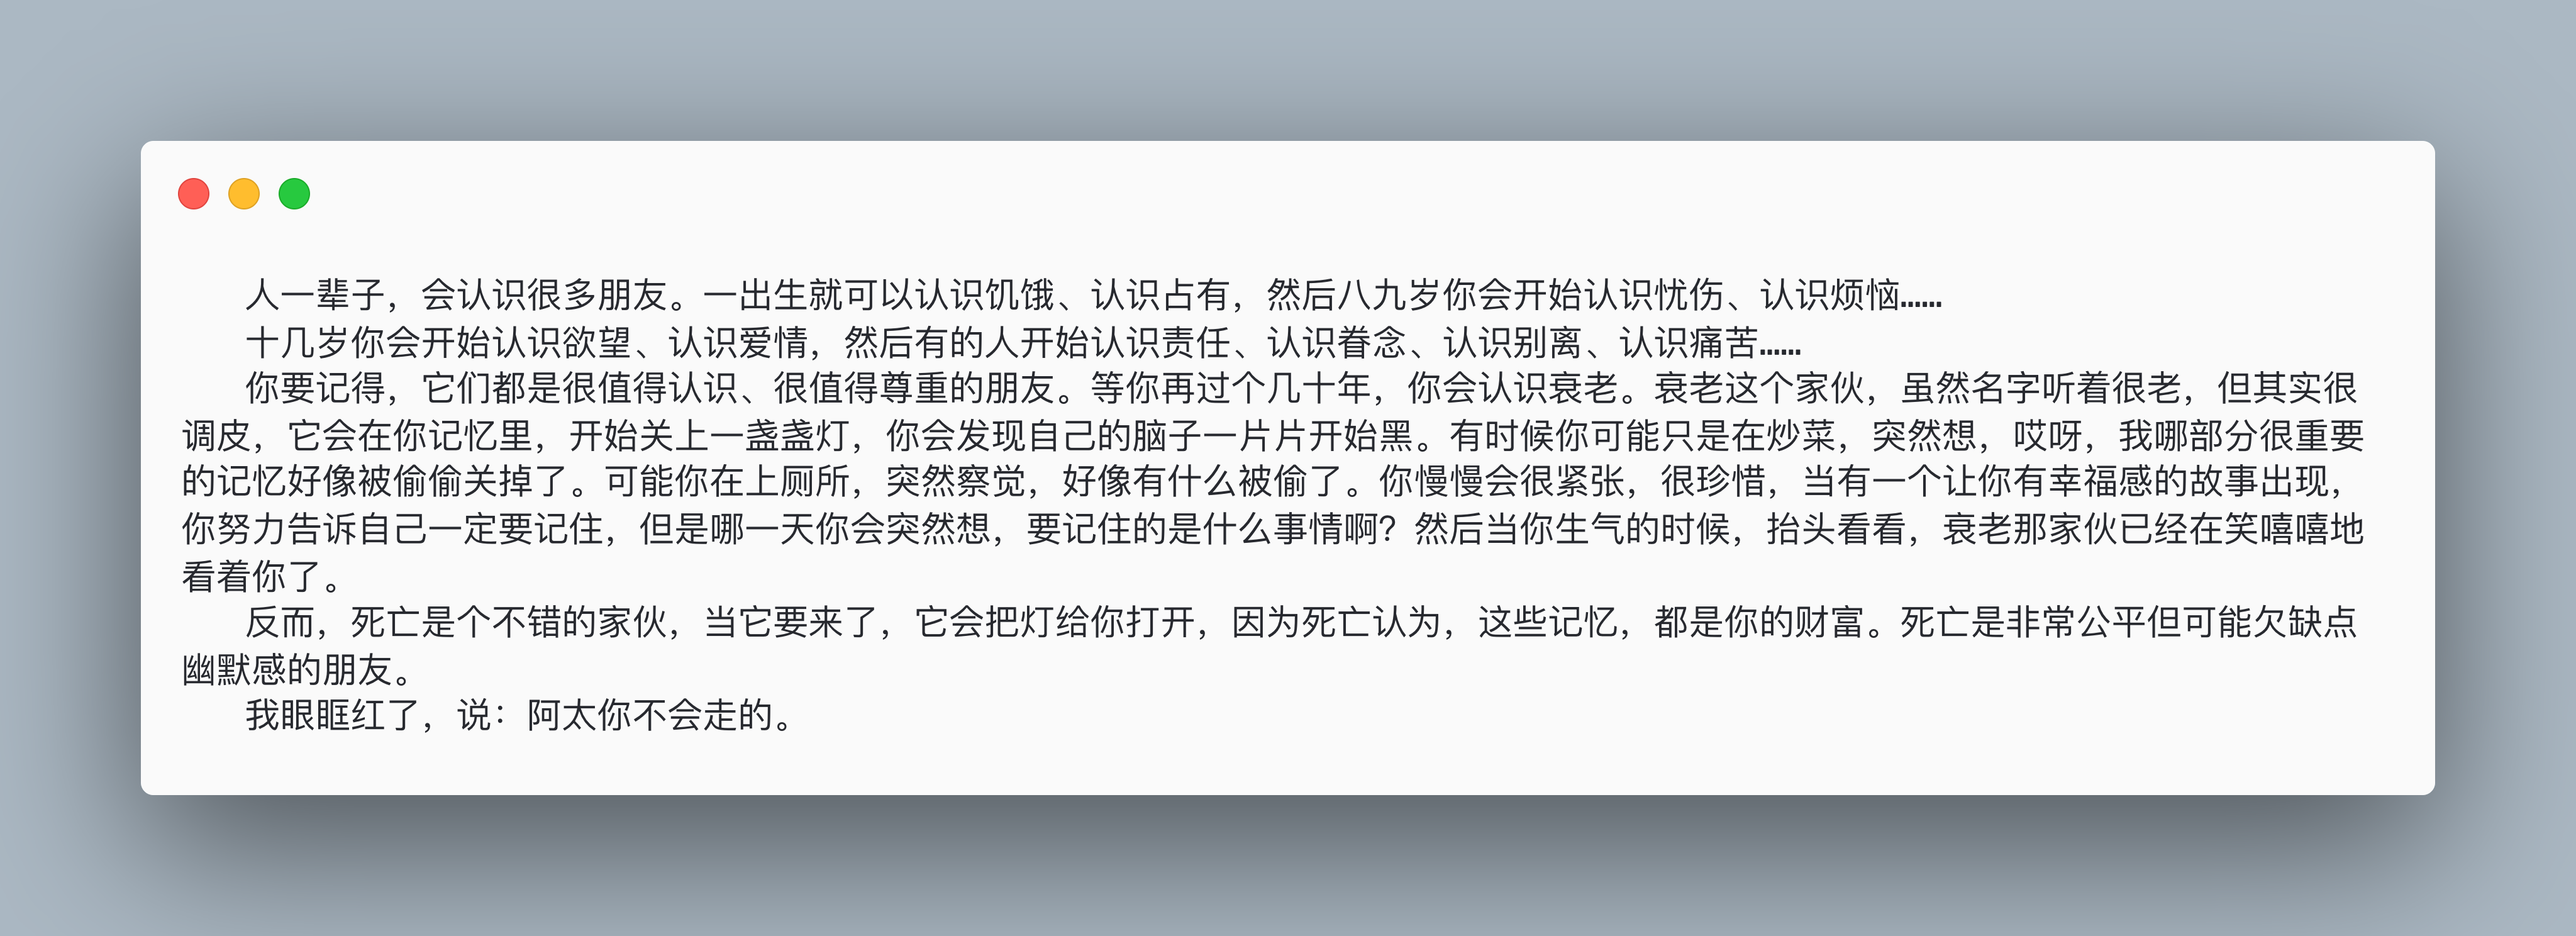 人一辈子，会认识很多朋友。一出生就可以认识饥饿、认识占有，然后八九岁你会开始认识忧伤、认识烦恼……
十几岁你会开始认识欲望、认识爱情，然后有的人开始认识责任、认识眷念、认识别离、认识痛苦……
你要记得，它们都是很值得认识、很值得尊重的朋友。等你再过个几十年，你会认识衰老。衰老这个家伙，虽然名字听着很老，但其实很
调皮，它会在你记忆里，开始关上一盏盏灯，你会发现自己的脑子一片片开始黑。有时候你可能只是在炒菜，突然想，哎呀，我哪部分很重要
的记忆好像被偷偷关掉了。可能你在上厕所，突然察觉，好像有什么被偷了。你慢慢会很紧张，很珍惜，当有一个让你有幸福感的故事出现，
你努力告诉自己一定要记住，但是哪一天你会突然想，要记住的是什么事情啊？然后当你生气的时候，抬头看看，衰老那家伙已经在笑嘻嘻地
看着你了。
反而，死亡是个不错的家伙，当它要来了，它会把灯给你打开，因为死亡认为，这些记忆，都是你的财富。死亡是非常公平但可能欠缺点
幽默感的朋友。
我眼眶红了，说：阿太你不会走的。